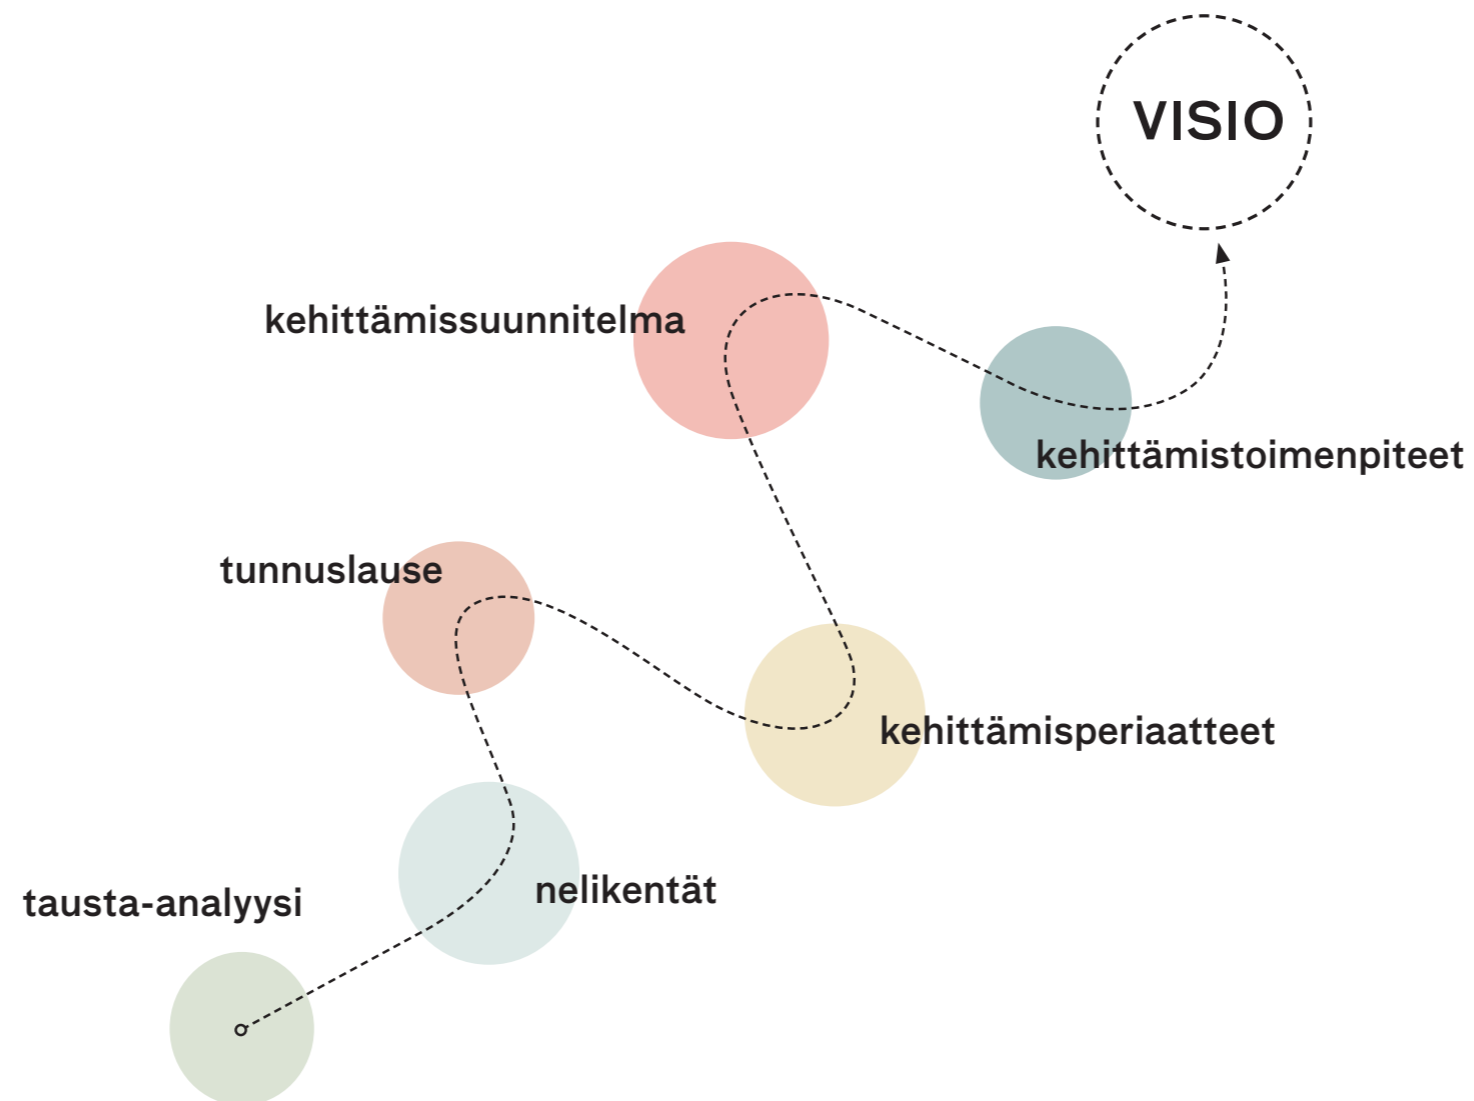 VISIO
kehittämissuunnitelma
kehittämistoimenpiteet
tunnuslause
kehittämisperiaatteet
nelikentät
tausta-analyysi